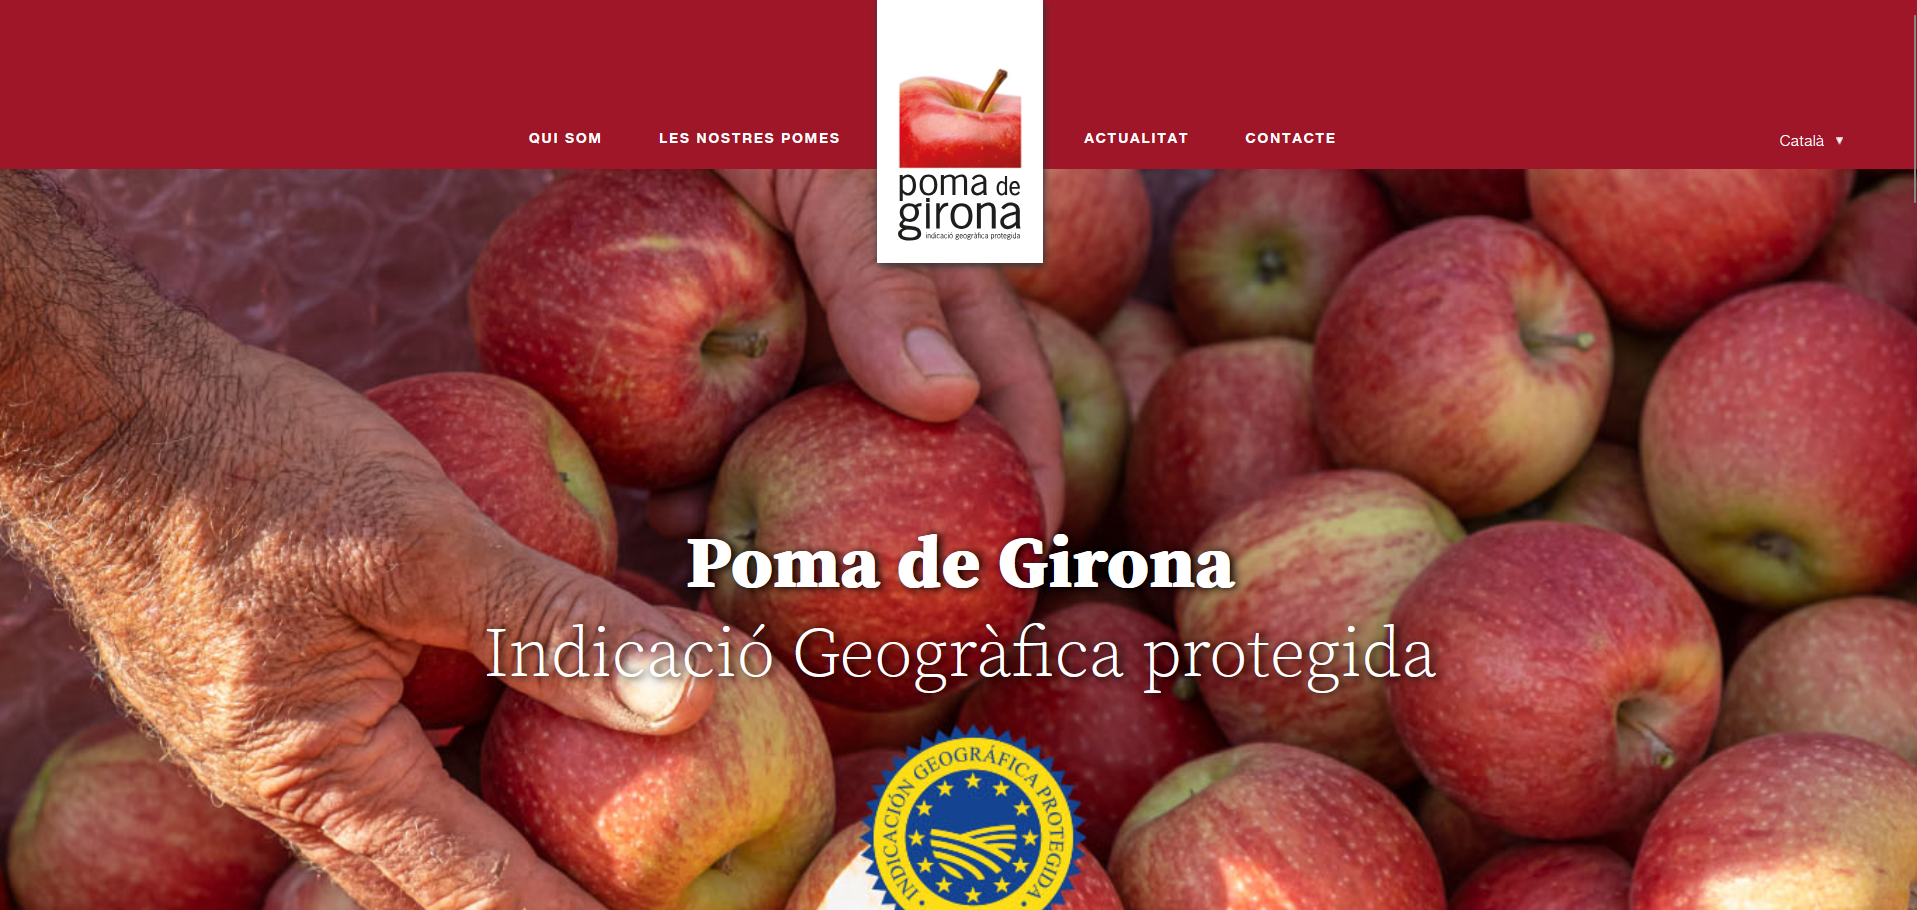 QUI SOM
LES NOSTRES POMES
poma de
girona
indicació geogràfica protegida
ACTUALITAT
CONTACTE
Català ▼
Poma de Girona
Indicació Geogràfica protegida
INDICACIÓN GEOGRÁFICA PROTEGIDA